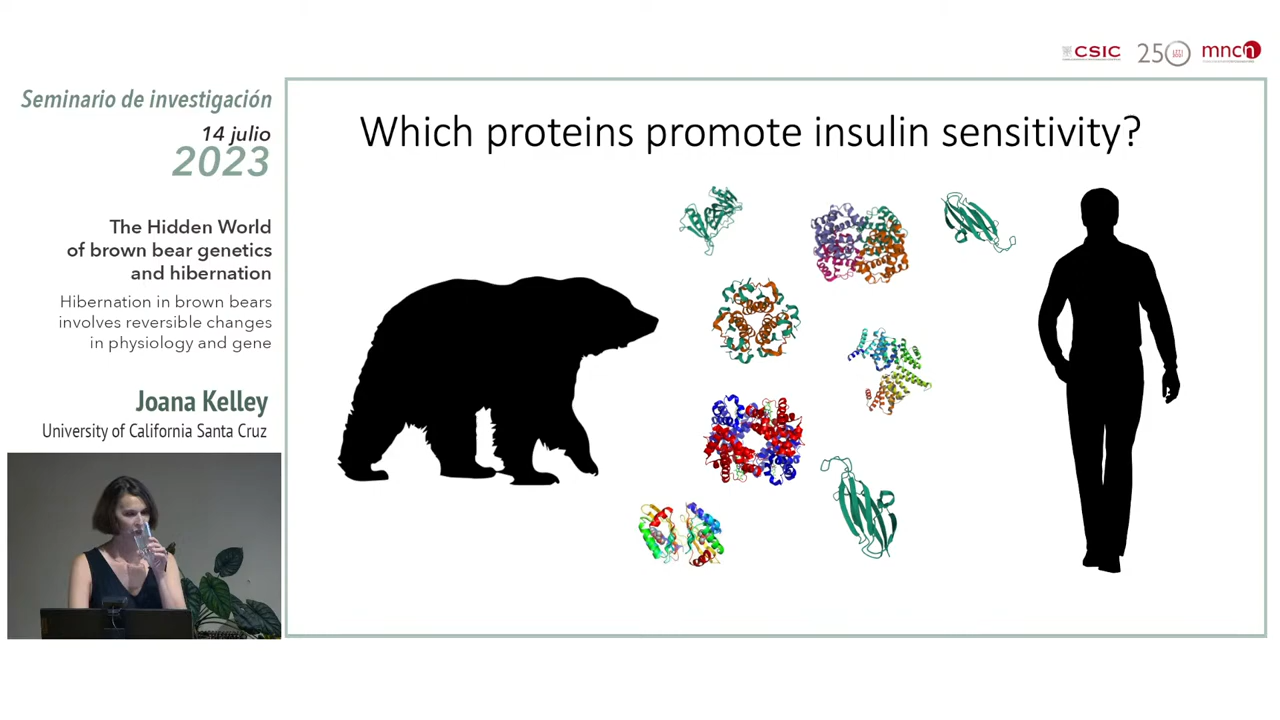 CSIC
250
mncn
Seminario de investigación
14 julio
2023
The Hidden World
of brown bear genetics
and hibernation
Hibernation in brown bears
involves reversible changes
in physiology and gene
Joana Kelley
University of California Santa Cruz
Which proteins promote insulin sensitivity?